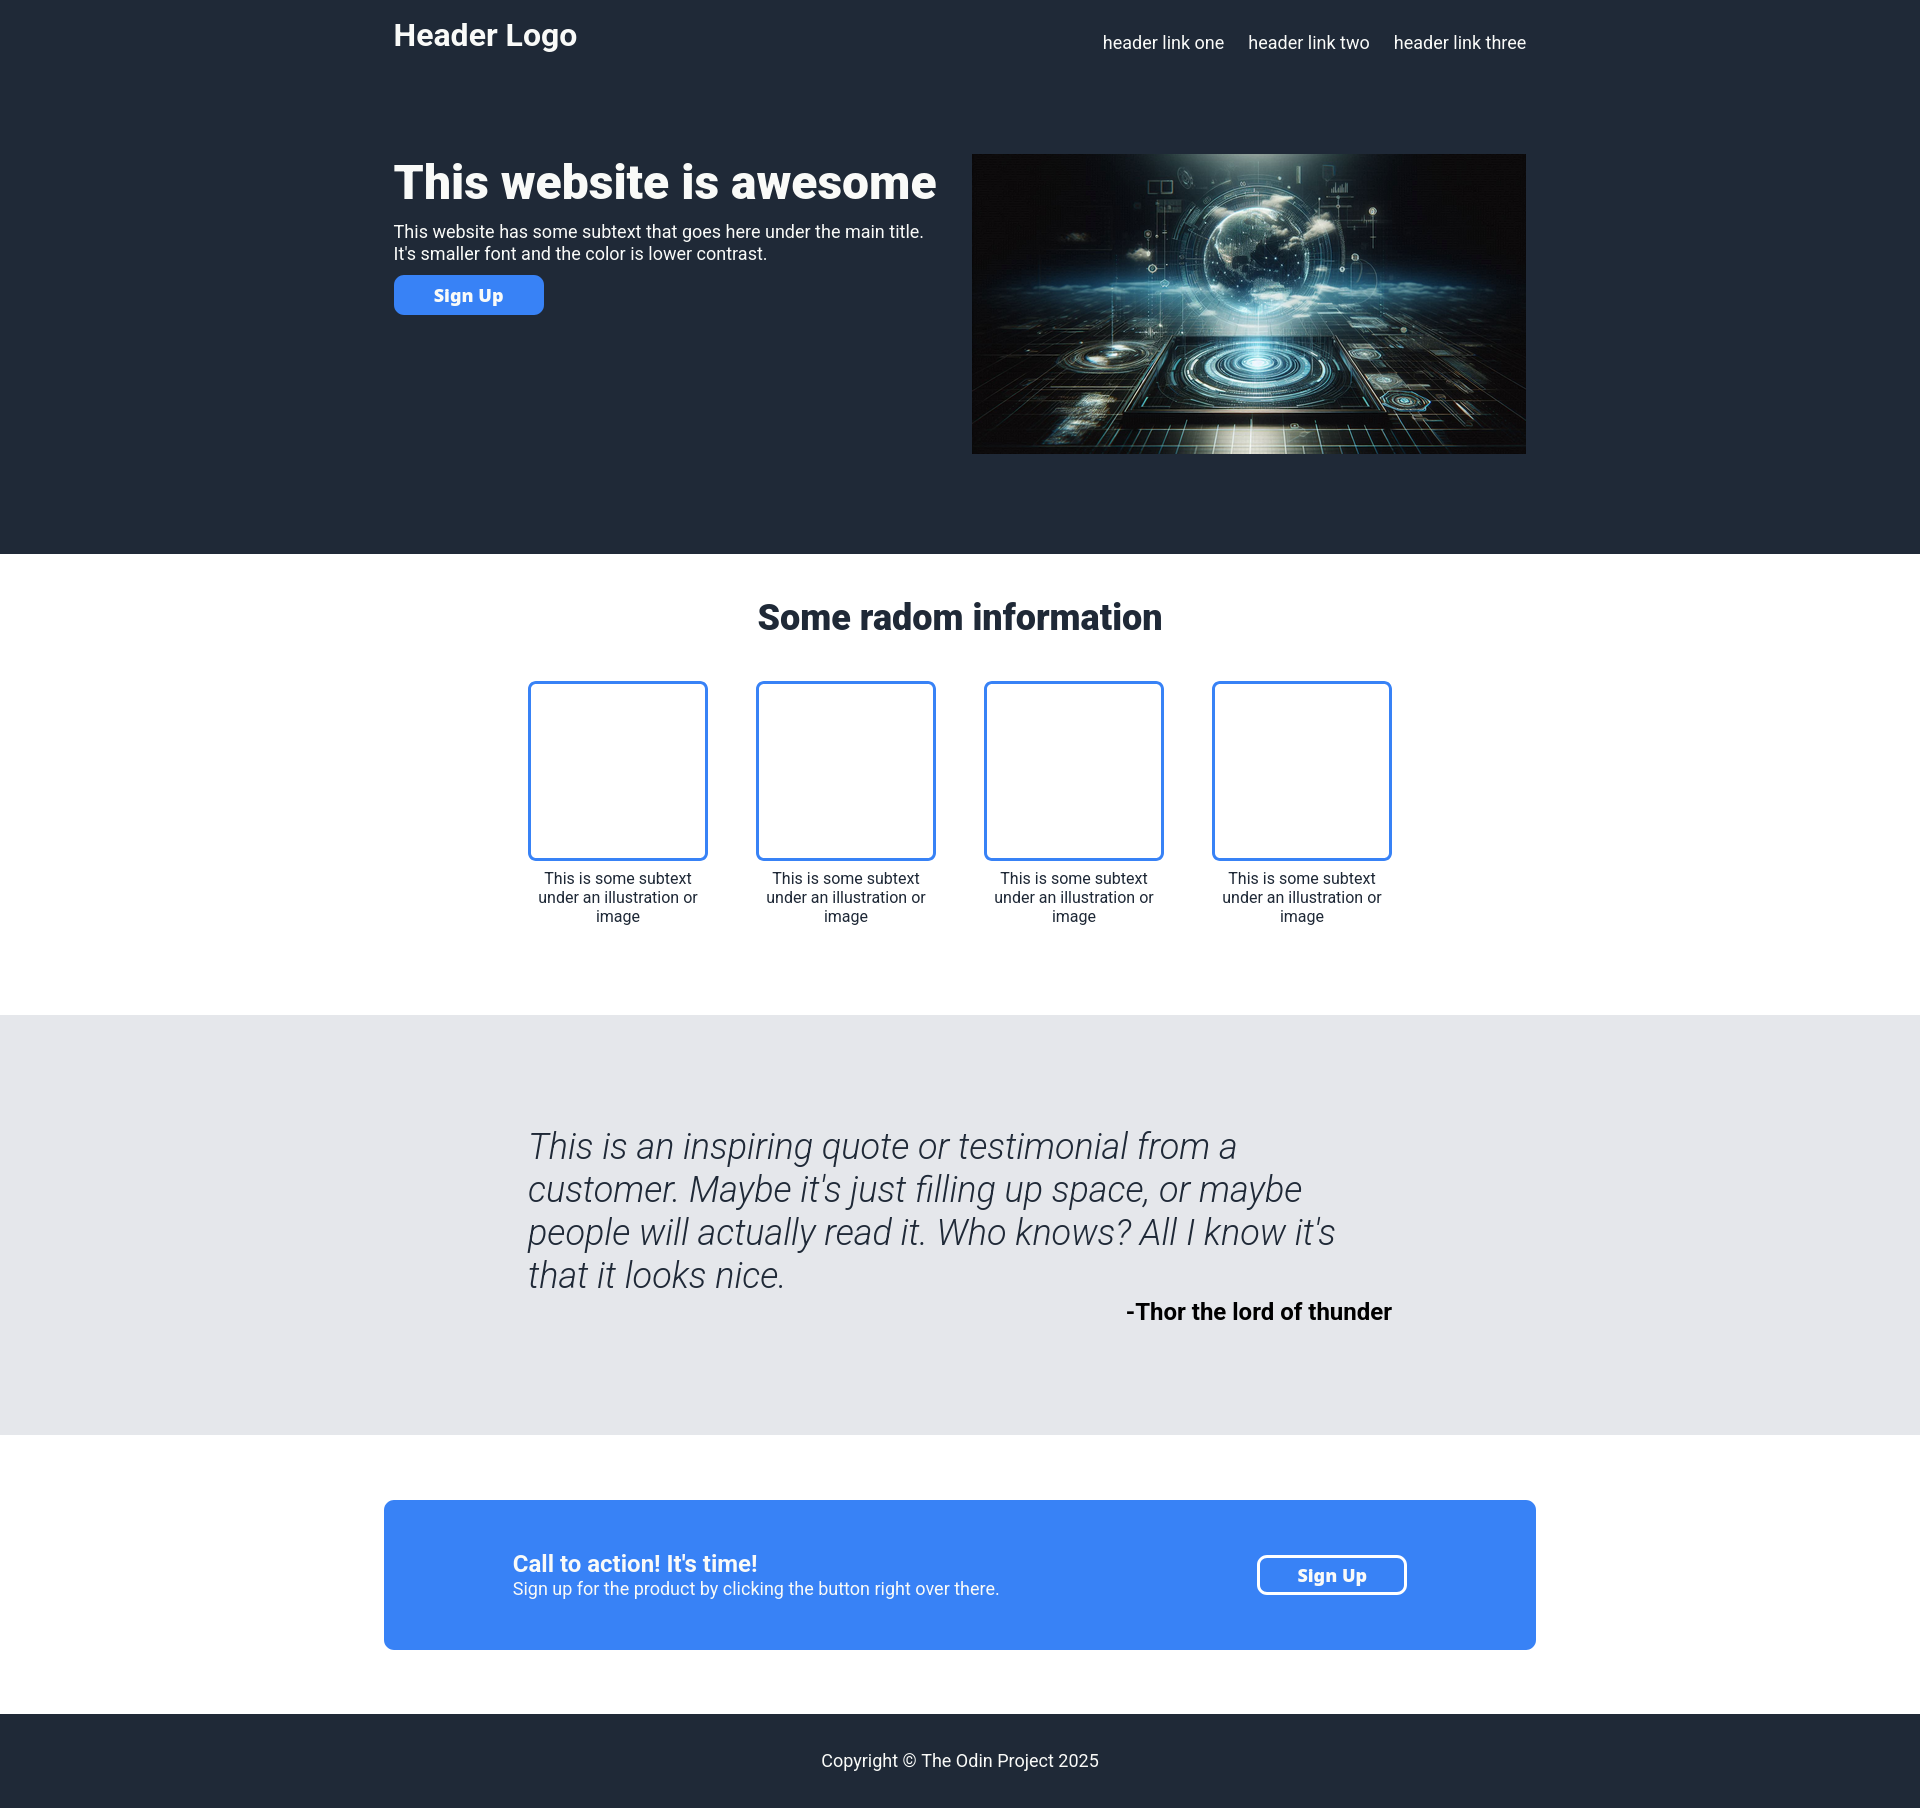 Header Logo
header link one
header link two
header link three
This website is awesome
This website has some subtext that goes here under the main title.
It's smaller font and the color is lower contrast.
Sign Up
Some radom information
This is some subtext
under an illustration or
image
This is some subtext
under an illustration or
image
This is some subtext
under an illustration or
image
This is some subtext
under an illustration or
image
This is an inspiring quote or testimonial from a
customer. Maybe it's just filling up space, or maybe
people will actually read it. Who knows? All I know it's
that it looks nice.
-Thor the lord of thunder
Call to action! It's time!
Sign up for the product by clicking the button right over there.
Sign Up
Copyright © The Odin Project 2025